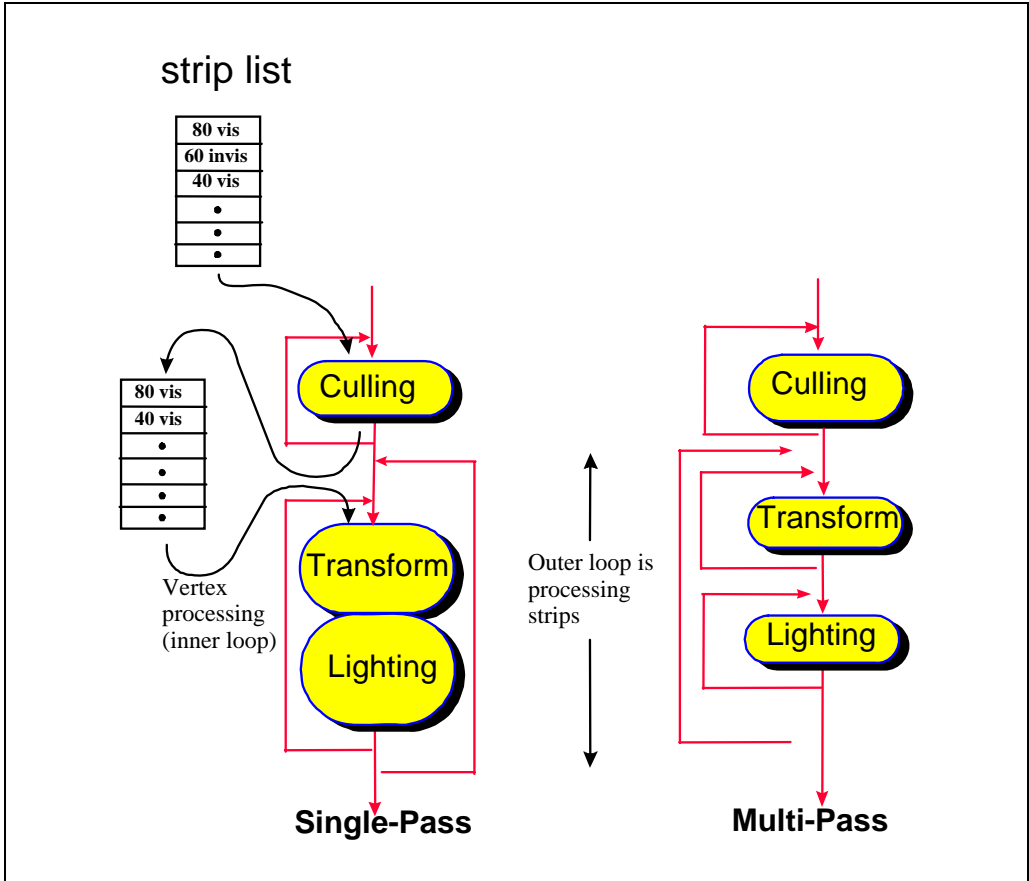 strip list
80 vis
60 invis
40 vis
80 vis
40 vis
Vertex
processing
(inner loop)
Culling
Transform
Lighting
Single-Pass
Outer loop is
processing
strips
Culling
Transform
Lighting
Multi-Pass